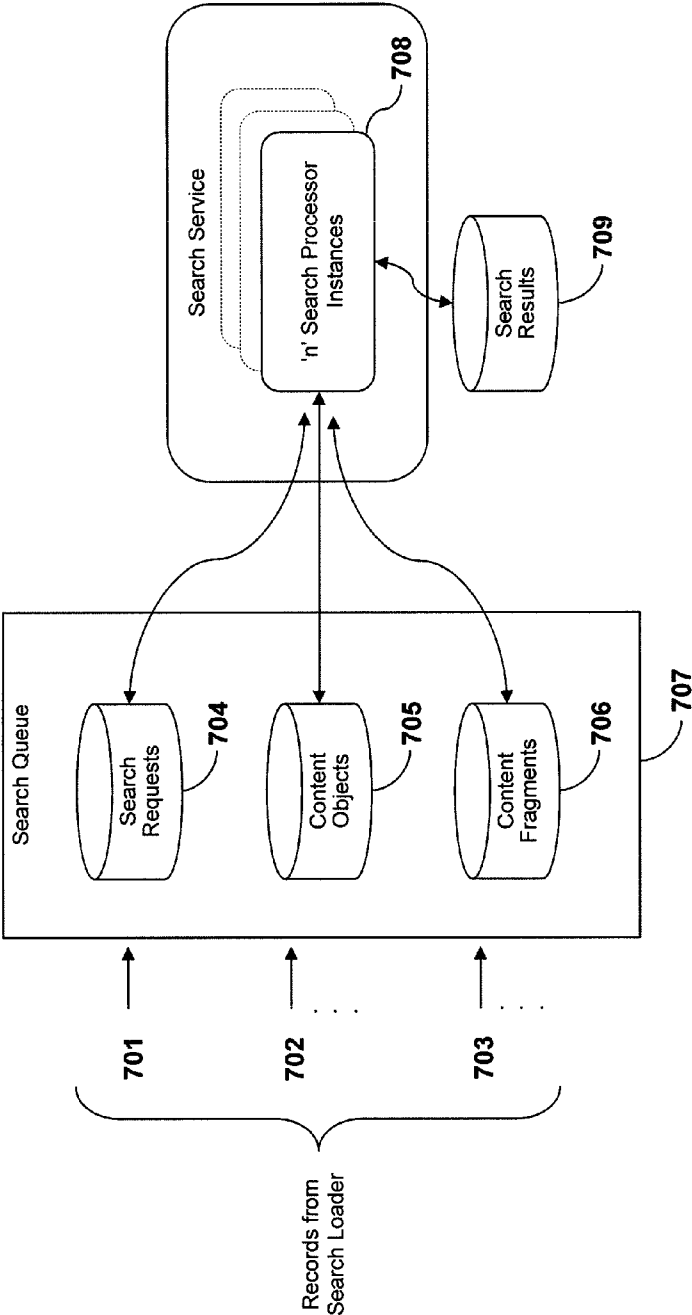 Records from
Search Loader
701
702
. . .
703
. . . .
Search Queue
Search
Requests
704
Content
Objects
705
Content
Fragments
706
707
Search Service
'n' Search Processor
Instances
708
Search
Results
709